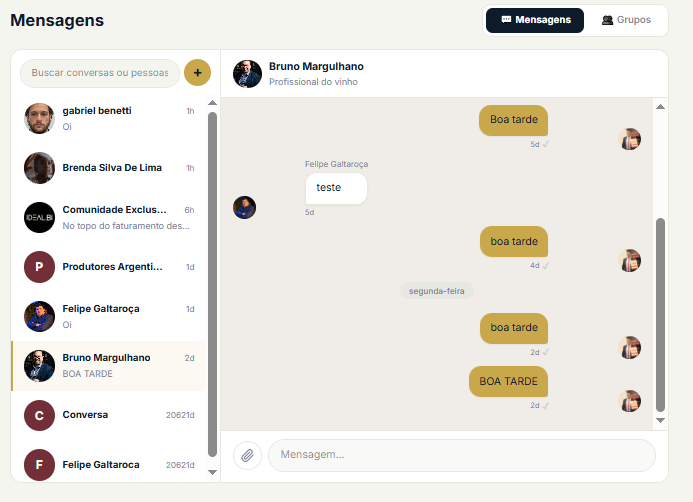 Mensagens
Mensagens
Grupos
Buscar conversas ou pessoas
+
gabriel benetti 1h
Oi
Brenda Silva De Lima 1h
IDEAL.BI
Comunidade Exclus... 6h
No topo do faturamento des...
P
Produtores Argenti... 1d
Felipe Galtaroça 1d
Oi
Bruno Margulhano 2d
BOA TARDE
C
Conversa 20621d
F
Felipe Galtaroca 20621d
Bruno Margulhano
Profissional do vinho
Boa tarde
5d ✓
Felipe Galtaroça
teste
5d
boa tarde
4d ✓
segunda-feira
boa tarde
2d ✓
BOA TARDE
2d ✓
Mensagem...